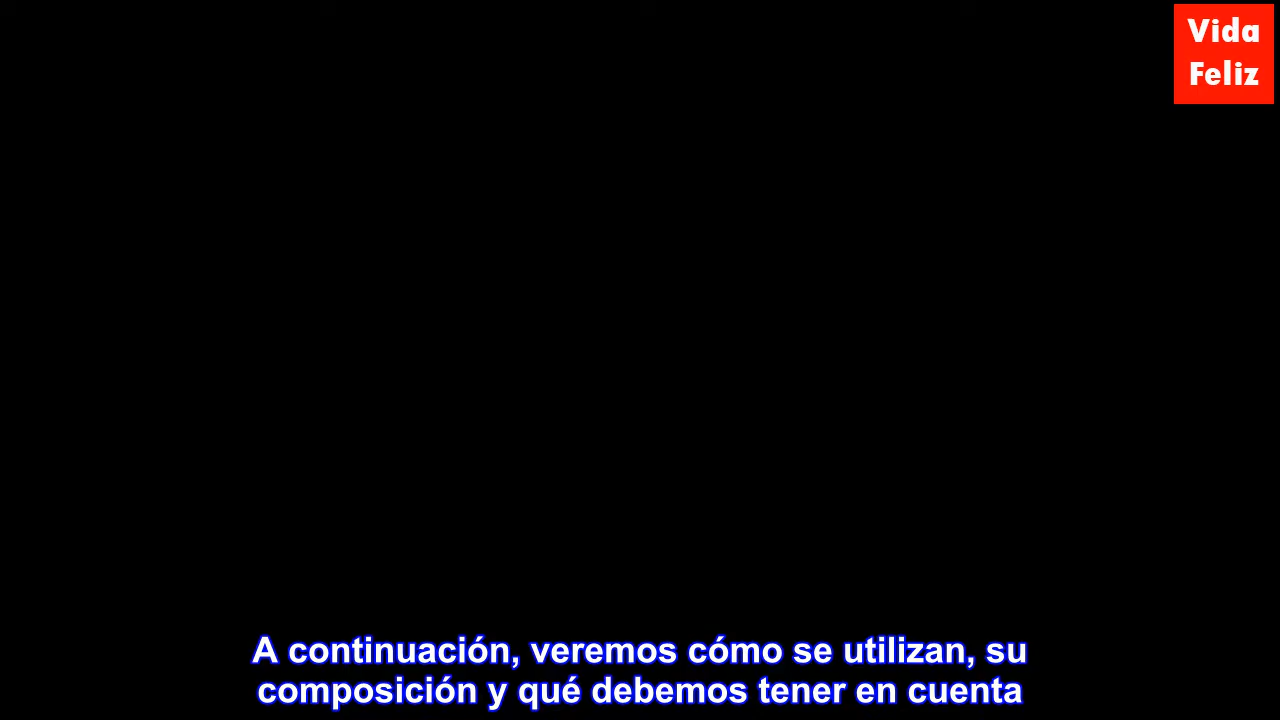 Vida
Feliz
A continuación, veremos cómo se utilizan, su
composición y qué debemos tener en cuenta